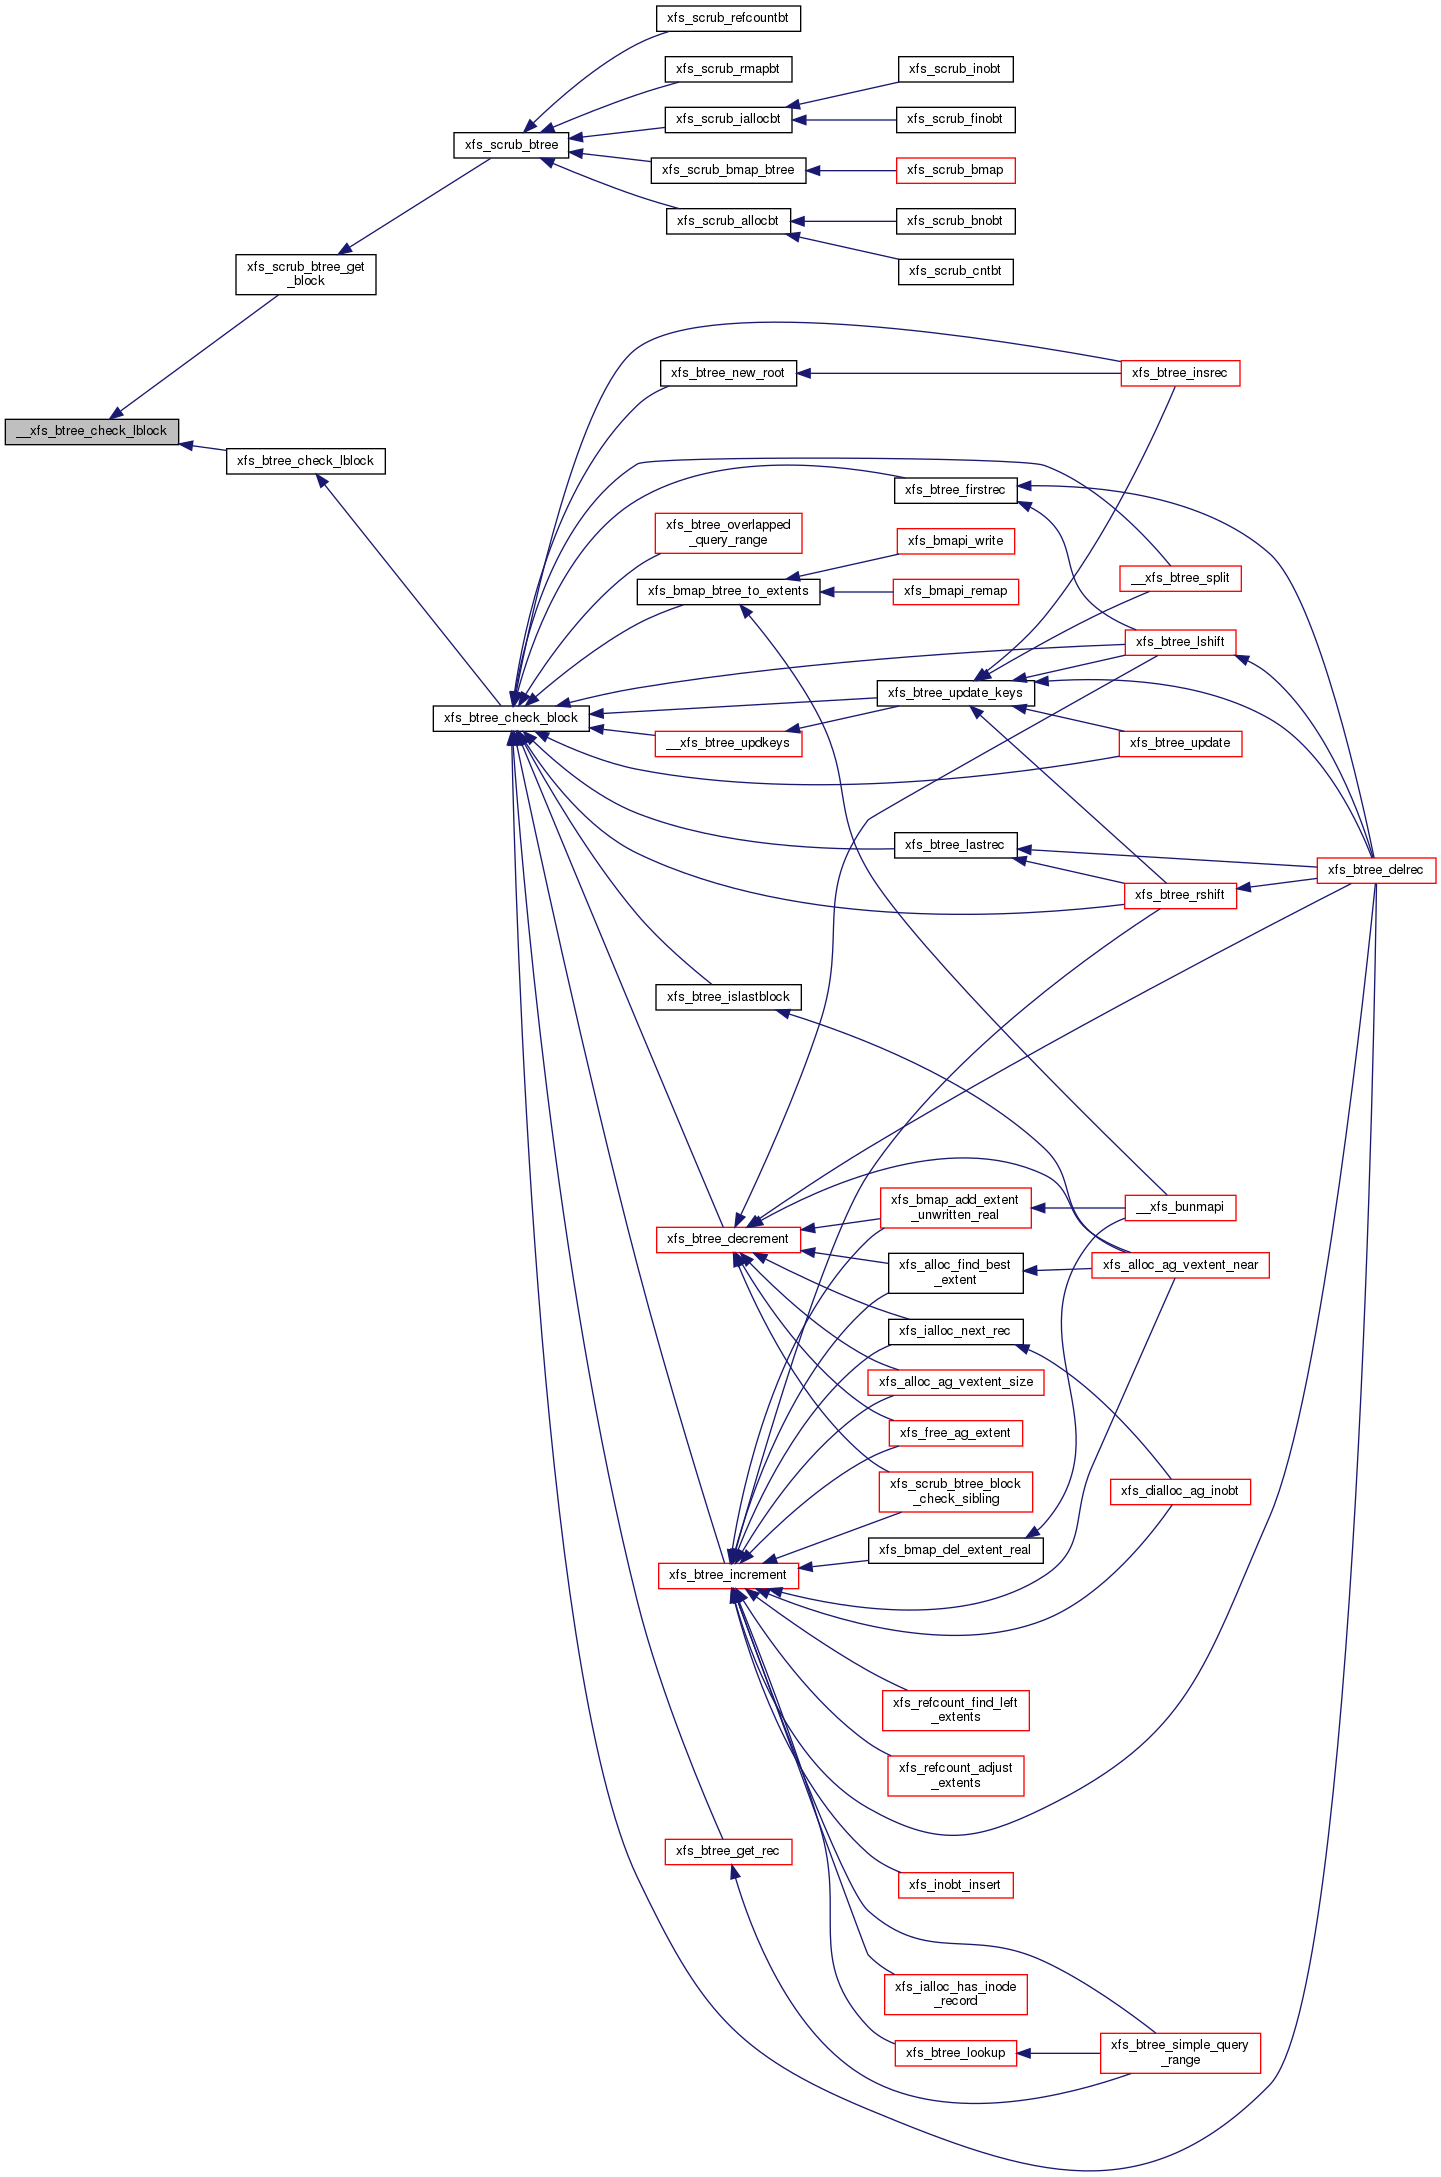 xfs_scrub_refcountbt
xfs_scrub_rmapbt
xfs_scrub_inobt
xfs_scrub_iallocbt
xfs_scrub_finobt
xfs_scrub_btree
xfs_scrub_bmap_btree
xfs_scrub_bmap
xfs_scrub_allocbt
xfs_scrub_bnobt
xfs_scrub_cntbt
xfs_scrub_btree_get
_block
__xfs_btree_check_lblock
xfs_btree_check_lblock
xfs_btree_new_root
xfs_btree_insrec
xfs_btree_firstrec
xfs_btree_overlapped
_query_range
xfs_bmapi_write
xfs_bmap_btree_to_extents
xfs_bmapi_remap
__xfs_btree_split
xfs_btree_lshift
xfs_btree_update_keys
xfs_btree_check_block
__xfs_btree_updkeys
xfs_btree_update
xfs_btree_lastrec
xfs_btree_delrec
xfs_btree_rshift
xfs_btree_islastblock
xfs_bmap_add_extent
_unwritten_real
__xfs_bunmapi
xfs_btree_decrement
xfs_alloc_find_best
_extent
xfs_alloc_ag_vextent_near
xfs_ialloc_next_rec
xfs_alloc_ag_vextent_size
xfs_free_ag_extent
xfs_scrub_btree_block
_check_sibling
xfs_dialloc_ag_inobt
xfs_bmap_del_extent_real
xfs_btree_increment
xfs_refcount_find_left
_extents
xfs_refcount_adjust
_extents
xfs_btree_get_rec
xfs_inobt_insert
xfs_ialloc_has_inode
_record
xfs_btree_lookup
xfs_btree_simple_query
_range